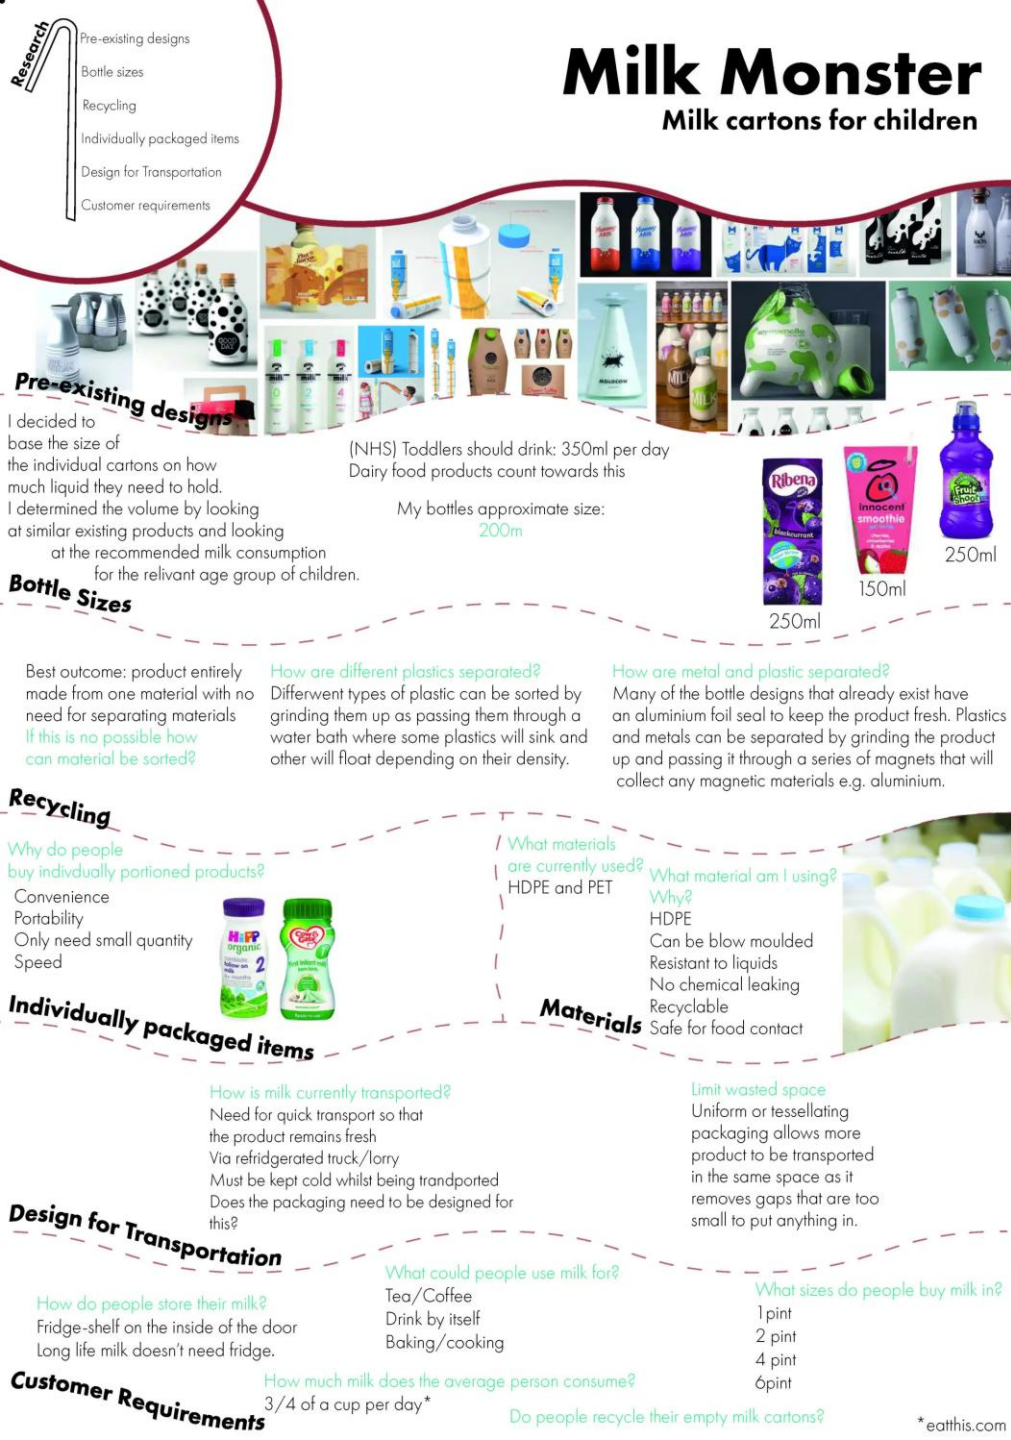 Research
Pre-existing designs
Bottle sizes
Recycling
Individually packaged items
Design for Transportation
Customer requirements
Milk Monster
Milk cartons for children
GOOD
DAY
milk
milk
milk
0
2
4
MILK
MILK
Pre-existing designs
I decided to
base the size of
the individual cartons on how
much liquid they need to hold.
I determined the volume by looking
at similar existing products and looking
at the recommended milk consumption
for the relivant age group of children.
(NHS) Toddlers should drink: 350ml per day
Dairy food products count towards this
My bottles approximate size:
200m
Ribena
blackcurrant
250ml
innocent
smoothie
150ml
Fruit
Shoot
250ml
Bottle Sizes
Best outcome: product entirely
made from one material with no
need for separating materials
If this is no possible how
can material be sorted?
How are different plastics separated?
Differwent types of plastic can be sorted by
grinding them up as passing them through a
water bath where some plastics will sink and
other will float depending on their density.
How are metal and plastic separated?
Many of the bottle designs that already exist have
an aluminium foil seal to keep the product fresh. Plastics
and metals can be separated by grinding the product
up and passing it through a series of magnets that will
collect any magnetic materials e.g. aluminium.
Recycling
Why do people
buy indivdually portioned products?
Convenience
Portability
Only need small quantity
Speed
HiPP
organic
2
Cow&
Gate
Individually packaged items
What materials
are currently used?
HDPE and PET
What material am I using?
Why?
HDPE
Can be blow moulded
Resistant to liquids
No chemical leaking
Recyclable
Safe for food contact
Materials
How is milk currently transported?
Need for quick transport so that
the product remains fresh
Via refridgerated truck/lorry
Must be kept cold whilst being trandported
Does the packaging need to be designed for
this?
Limit wasted space
Uniform or tessellating
packaging allows more
product to be transported
in the same space as it
removes gaps that are too
small to put anything in.
Design for Transportation
How do people store their milk?
Fridge-shelf on the inside of the door
Long life milk doesn't need fridge.
What could people use milk for?
Tea/Coffee
Drink by itself
Baking/cooking
What sizes do people buy milk in?
1pint
2 pint
4 pint
6pint
How much milk does the average person consume?
3/4 of a cup per day*
Customer Requirements
Do people recycle their empty milk cartons?
*eatthis.com